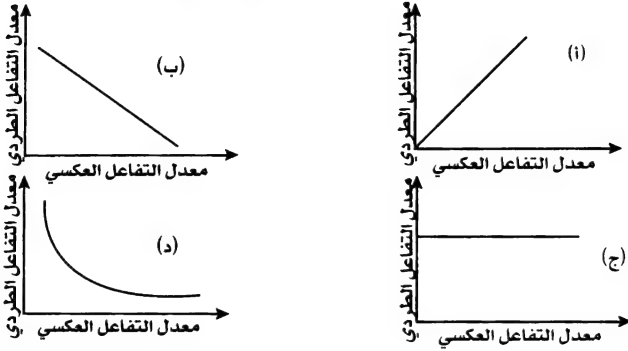 (أ)
معدل التفاعل الطردي
معدل التفاعل العكسي
(ب)
معدل التفاعل الطردي
معدل التفاعل العكسي
(ج)
معدل التفاعل الطردي
معدل التفاعل العكسي
(د)
معدل التفاعل الطردي
معدل التفاعل العكسي